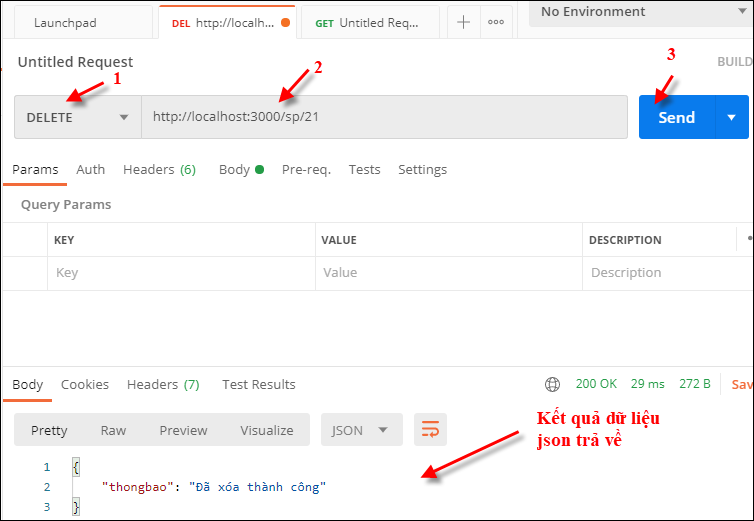 Launchpad
DEL http://localh...
GET Untitled Req...
No Environment
Untitled Request
BUILD
1
2
3
DELETE
http://localhost:3000/sp/21
Send
Params Auth Headers (6) Body Pre-req. Tests Settings
Query Params
KEY VALUE DESCRIPTION
Key Value Description
Body Cookies Headers (7) Test Results 200 OK 29 ms 272 B Sav
Pretty Raw Preview Visualize JSON
Kết quả dữ liệu
json trả về
1 {
2 "thongbao": "Đã xóa thành công"
3 }